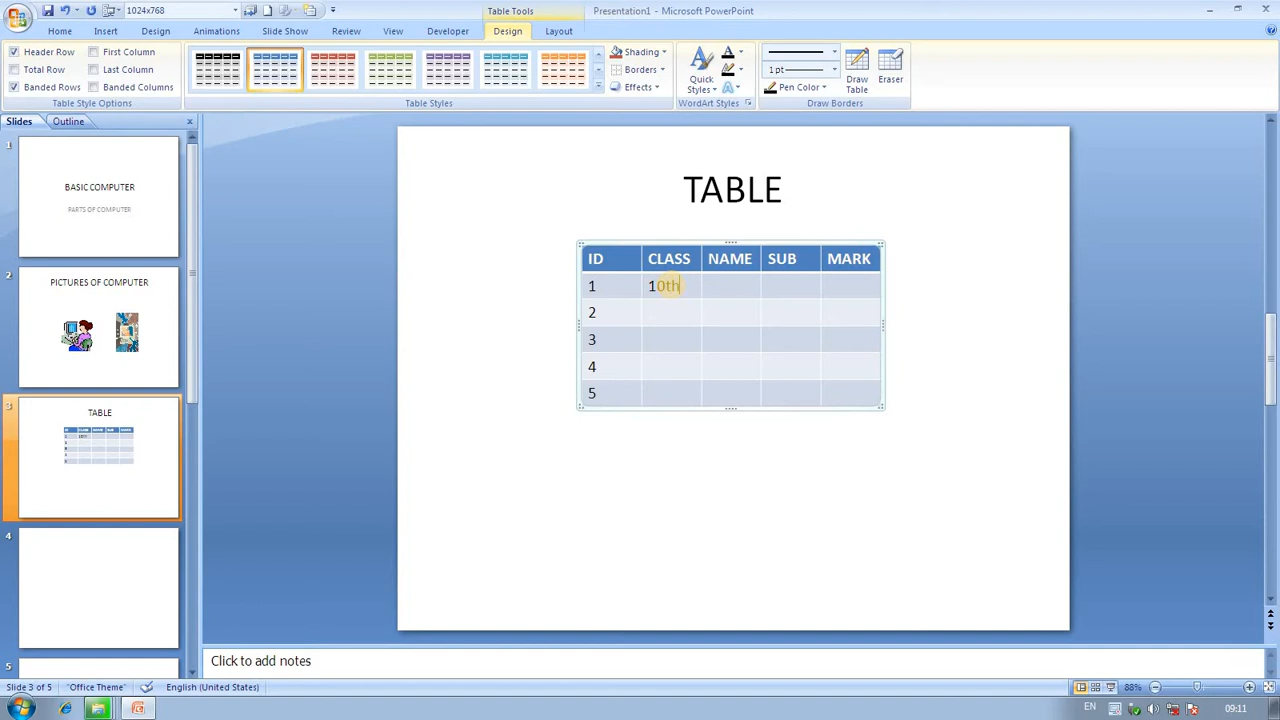 1024x768
Table Tools
Presentation1 - Microsoft PowerPoint
Home
Insert
Design
Animations
Slide Show
Review
View
Developer
Design
Layout
Header Row
First Column
Total Row
Last Column
Banded Rows
Banded Columns
Table Style Options
Table Styles
Shading
Borders
Effects
Quick
Styles
WordArt Styles
1 pt
Pen Color
Draw
Table
Eraser
Draw Borders
Slides
Outline
1
BASIC COMPUTER
PARTS OF COMPUTER
2
PICTURES OF COMPUTER
3
TABLE
4
5
TABLE
ID CLASS NAME SUB MARK
1 10th
2
3
4
5
Click to add notes
Slide 3 of 5
"Office Theme"
English (United States)
88%
EN
09:11